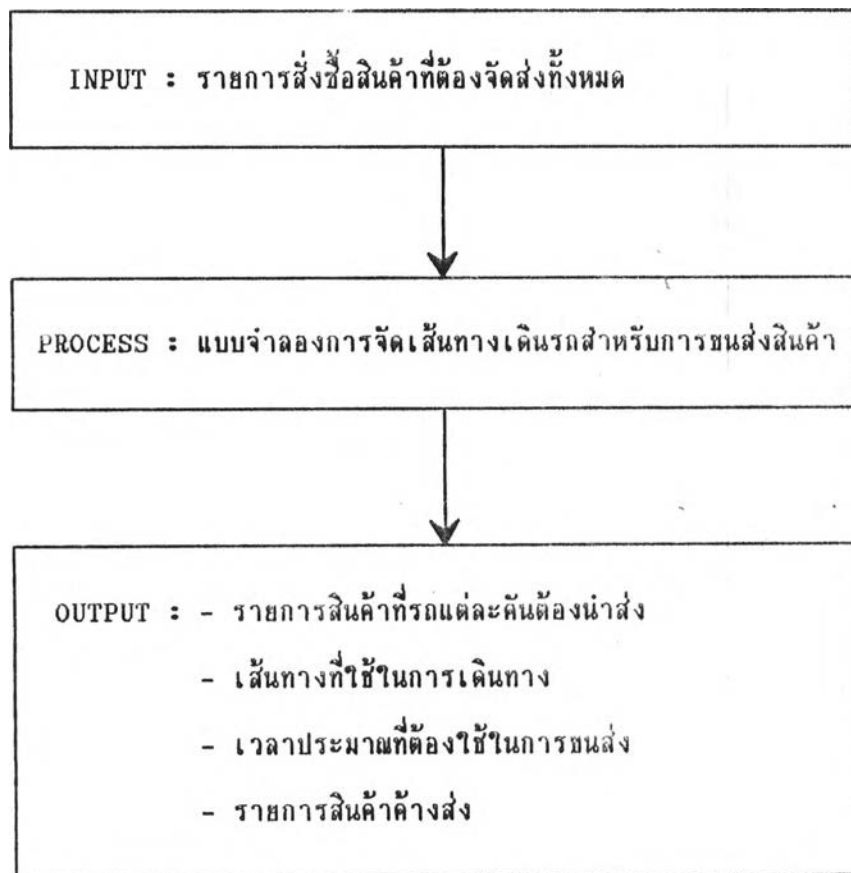 INPUT : รายการสั่งซื้อสินค้าที่ต้องจัดส่งทั้งหมด
PROCESS : แบบจำลองการจัดเส้นทางเดินรถสำหรับการขนส่งสินค้า
OUTPUT : - รายการสินค้าที่รถแต่ละคันต้องนำส่ง
- เส้นทางที่ใช้ในการเดินทาง
- เวลาประมาณที่ต้องใช้ในการขนส่ง
- รายการสินค้าค้างส่ง